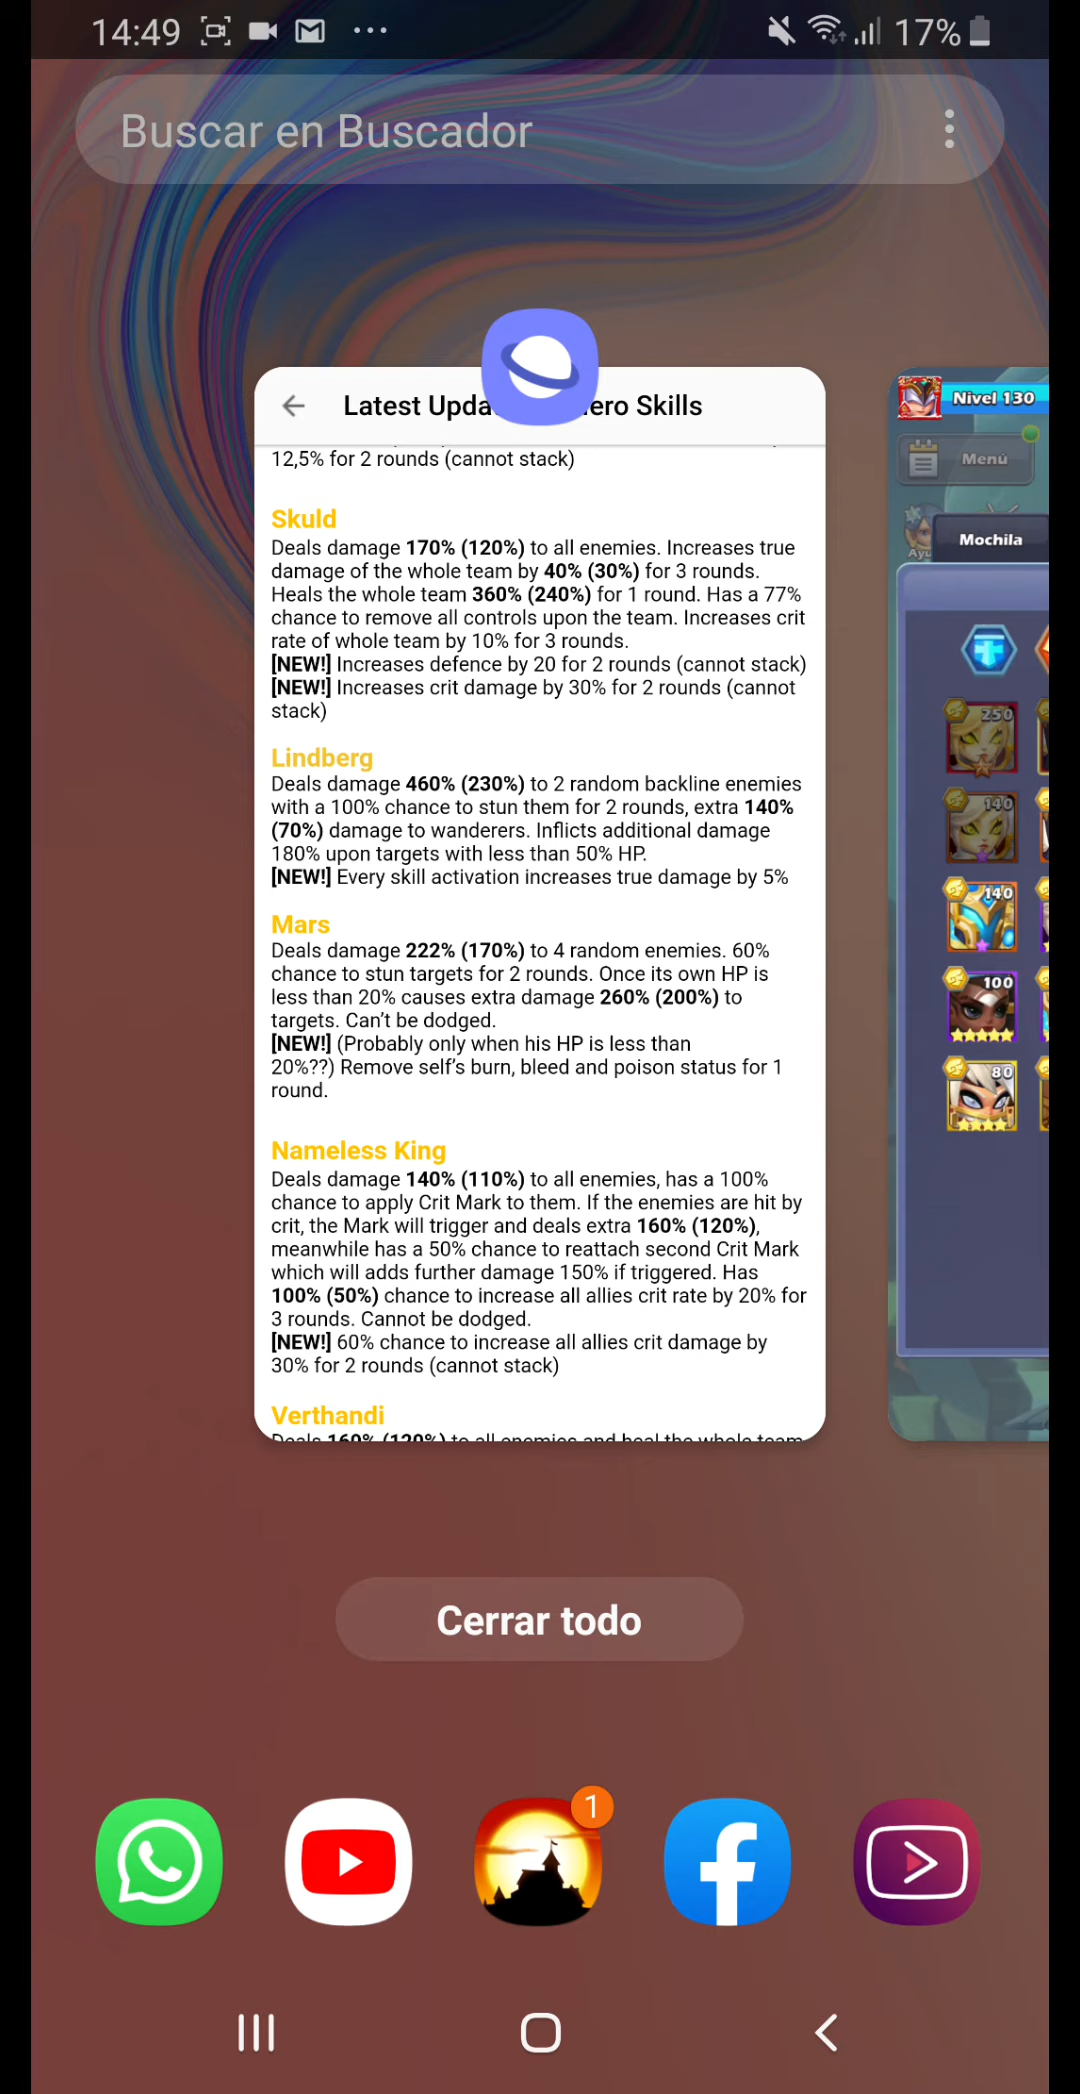 14:49
17%
Buscar en Buscador
Latest Upda
ero Skills
12,5% for 2 rounds (cannot stack)
Skuld
Deals damage 170% (120%) to all enemies. Increases true
damage of the whole team by 40% (30%) for 3 rounds.
Heals the whole team 360% (240%) for 1 round. Has a 77%
chance to remove all controls upon the team. Increases crit
rate of whole team by 10% for 3 rounds.
[NEW!] Increases defence by 20 for 2 rounds (cannot stack)
[NEW!] Increases crit damage by 30% for 2 rounds (cannot
stack)
Lindberg
Deals damage 460% (230%) to 2 random backline enemies
with a 100% chance to stun them for 2 rounds, extra 140%
(70%) damage to wanderers. Inflicts additional damage
180% upon targets with less than 50% HP.
[NEW!] Every skill activation increases true damage by 5%
Mars
Deals damage 222% (170%) to 4 random enemies. 60%
chance to stun targets for 2 rounds. Once its own HP is
less than 20% causes extra damage 260% (200%) to
targets. Can't be dodged.
[NEW!] (Probably only when his HP is less than
20%??) Remove self's burn, bleed and poison status for 1
round.
Nameless King
Deals damage 140% (110%) to all enemies, has a 100%
chance to apply Crit Mark to them. If the enemies are hit by
crit, the Mark will trigger and deals extra 160% (120%),
meanwhile has a 50% chance to reattach second Crit Mark
which will adds further damage 150% if triggered. Has
100% (50%) chance to increase all allies crit rate by 20% for
3 rounds. Cannot be dodged.
[NEW!] 60% chance to increase all allies crit damage by
30% for 2 rounds (cannot stack)
Verthandi
Deals 160% (120%) to all enemies and heal the whole team
Nivel 130
Menú
Ayu
Mochila
250
140
140
100
80
Cerrar todo
1